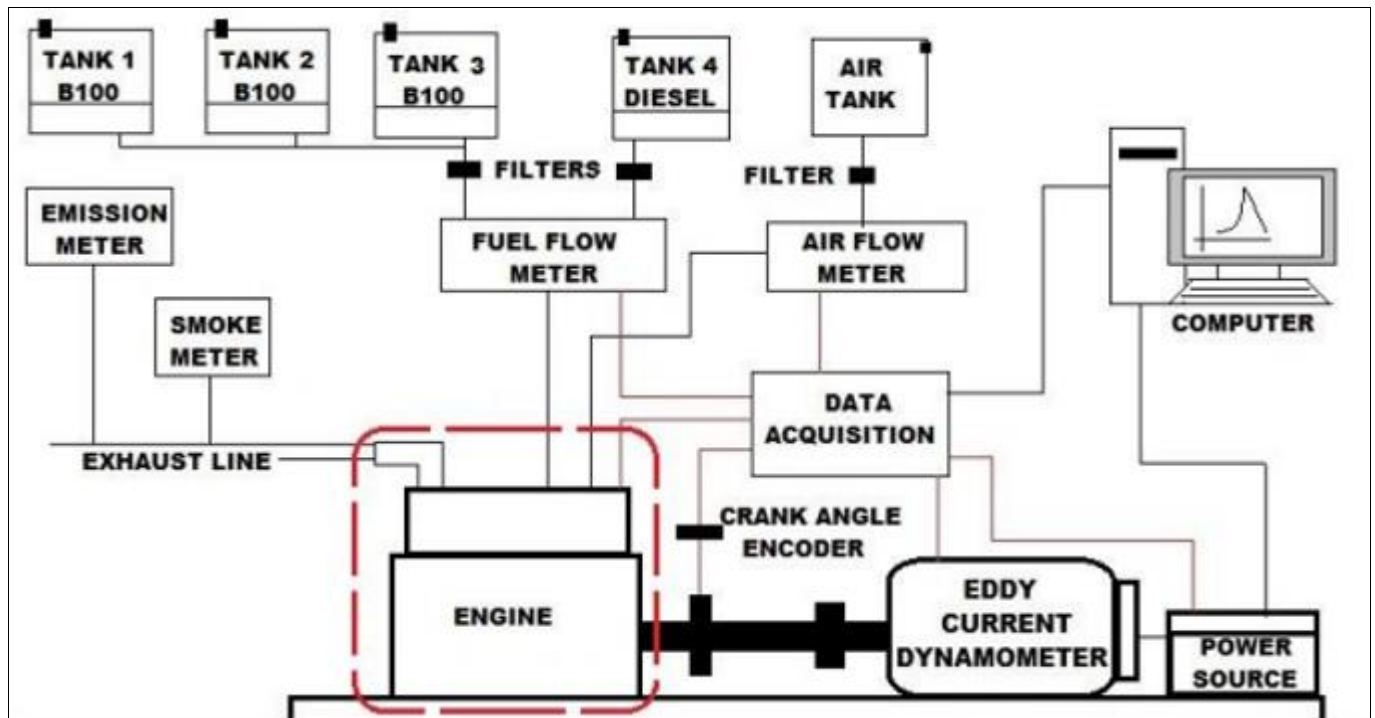 TANK 1
B100
TANK 2
B100
TANK 3
B100
TANK 4
DIESEL
AIR
TANK
FILTERS
FILTER
EMISSION
METER
FUEL FLOW
METER
AIR FLOW
METER
SMOKE
METER
COMPUTER
DATA
ACQUISITION
EXHAUST LINE
CRANK ANGLE
ENCODER
ENGINE
EDDY
CURRENT
DYNAMOMETER
POWER
SOURCE